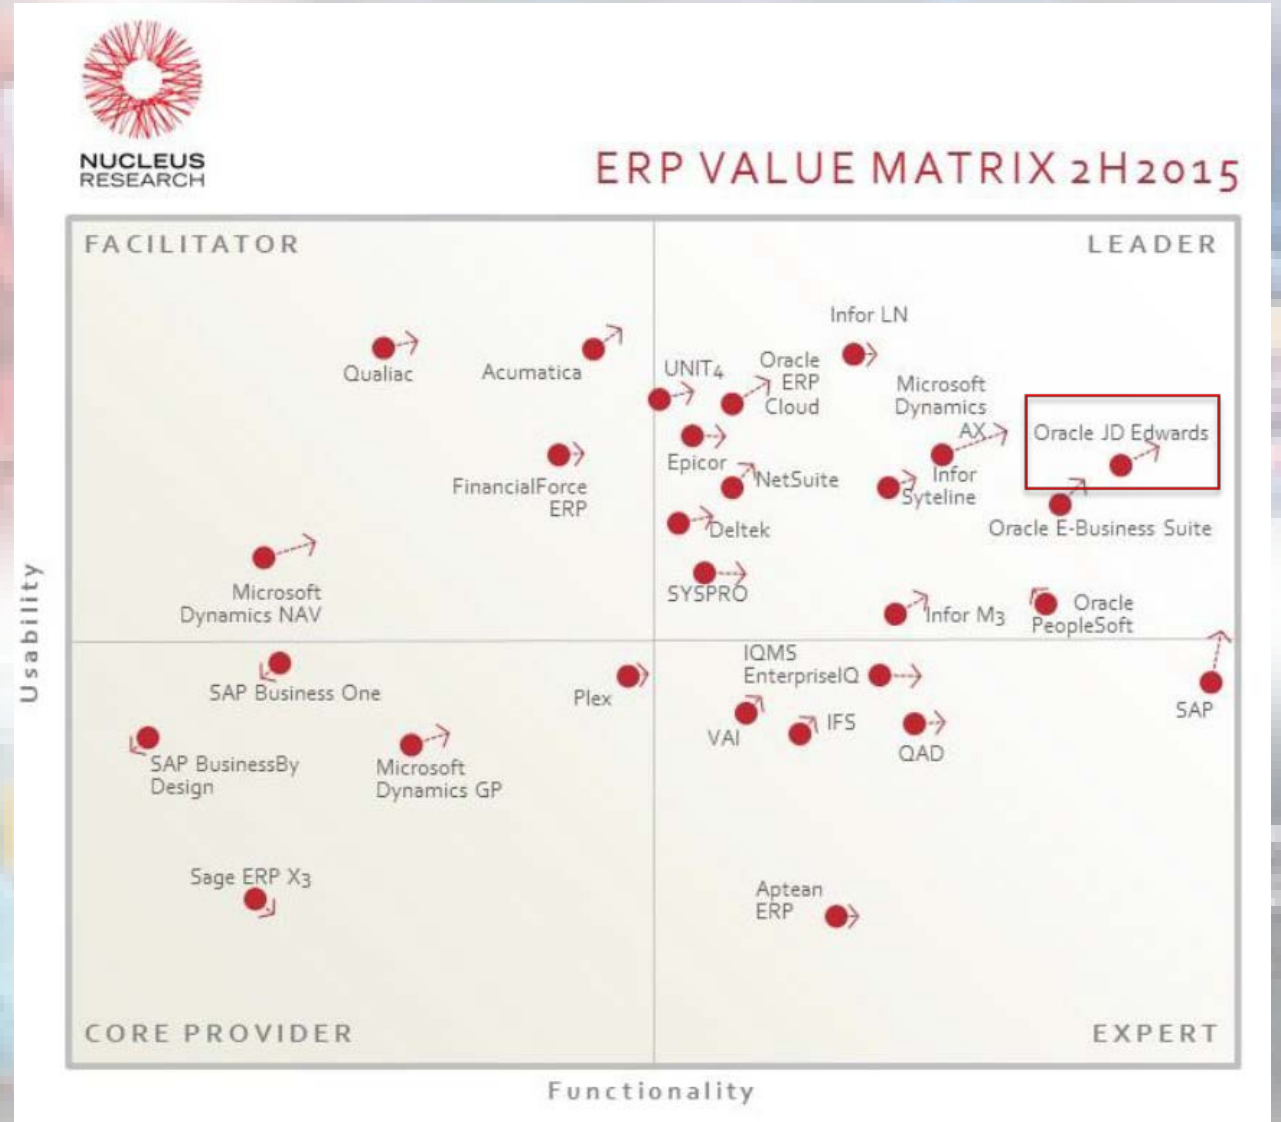 NUCLEUS
RESEARCH
ERP VALUE MATRIX 2H2015
FACILITATOR
LEADER
Infor LN
Qualiac
Acumatica
UNIT4
Oracle
ERP
Cloud
Microsoft
Dynamics
AX
Oracle JD Edwards
Epicor
NetSuite
Infor
Syteline
FinancialForce
ERP
Deltek
Oracle E-Business Suite
SYSPRO
Microsoft
Dynamics NAV
Infor M3
Oracle
PeopleSoft
Usability
IQMS
EnterpriseIQ
SAP Business One
Plex
SAP
VAI
IFS
QAD
SAP BusinessBy
Design
Microsoft
Dynamics GP
Sage ERP X3
Aptean
ERP
CORE PROVIDER
EXPERT
Functionality